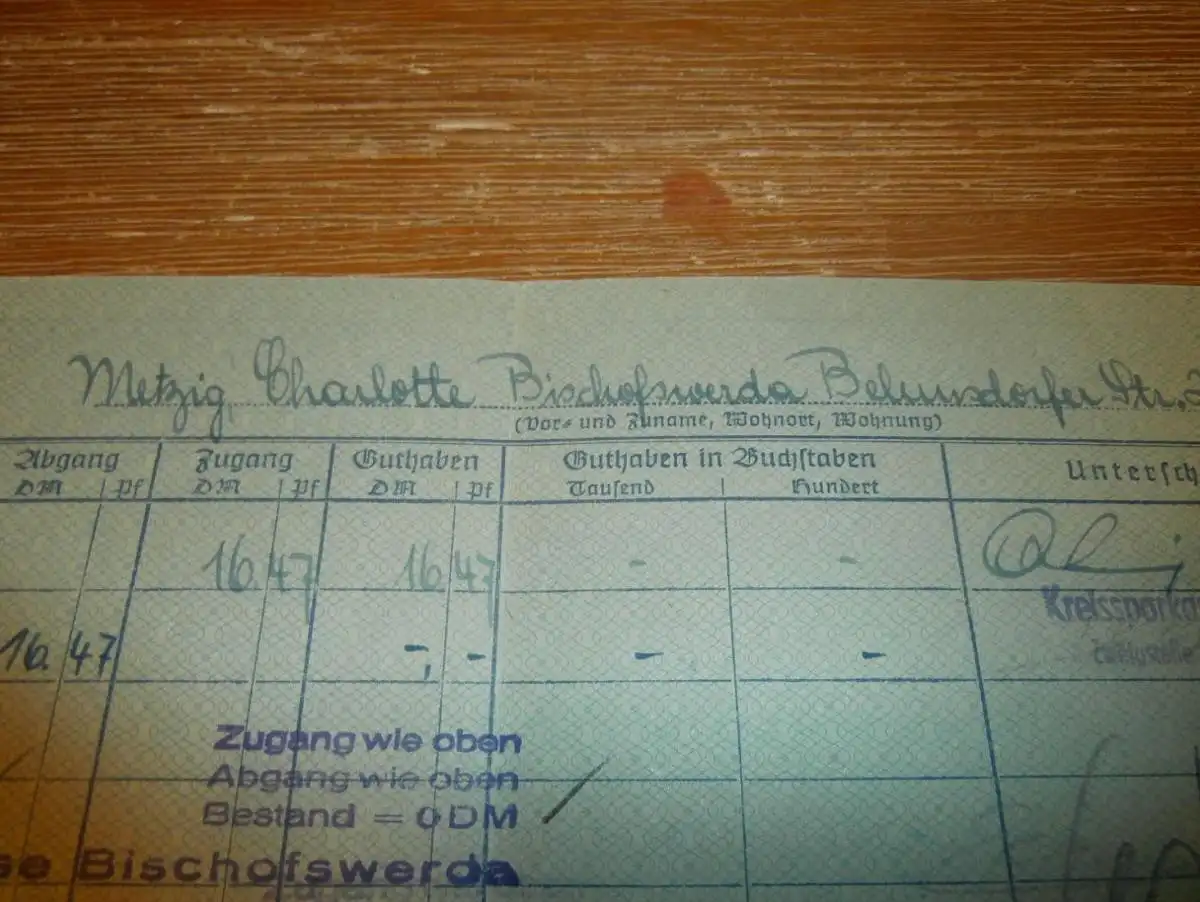 Metzig, Charlotte Bischofswerda Str.
(Vor- und Zuname, Wohnort, Wohnung)
Abgang Zugang Guthaben Guthaben in Buchstaben Untersch
DM Pf DM Pf DM Pf Tausend Hundert
16. 47 16. 47 - -
Kreisspark
16. 47 -, - - -
Zugang wie oben
Abgang wie oben
Bestand = 0 DM
se Bischofswerda